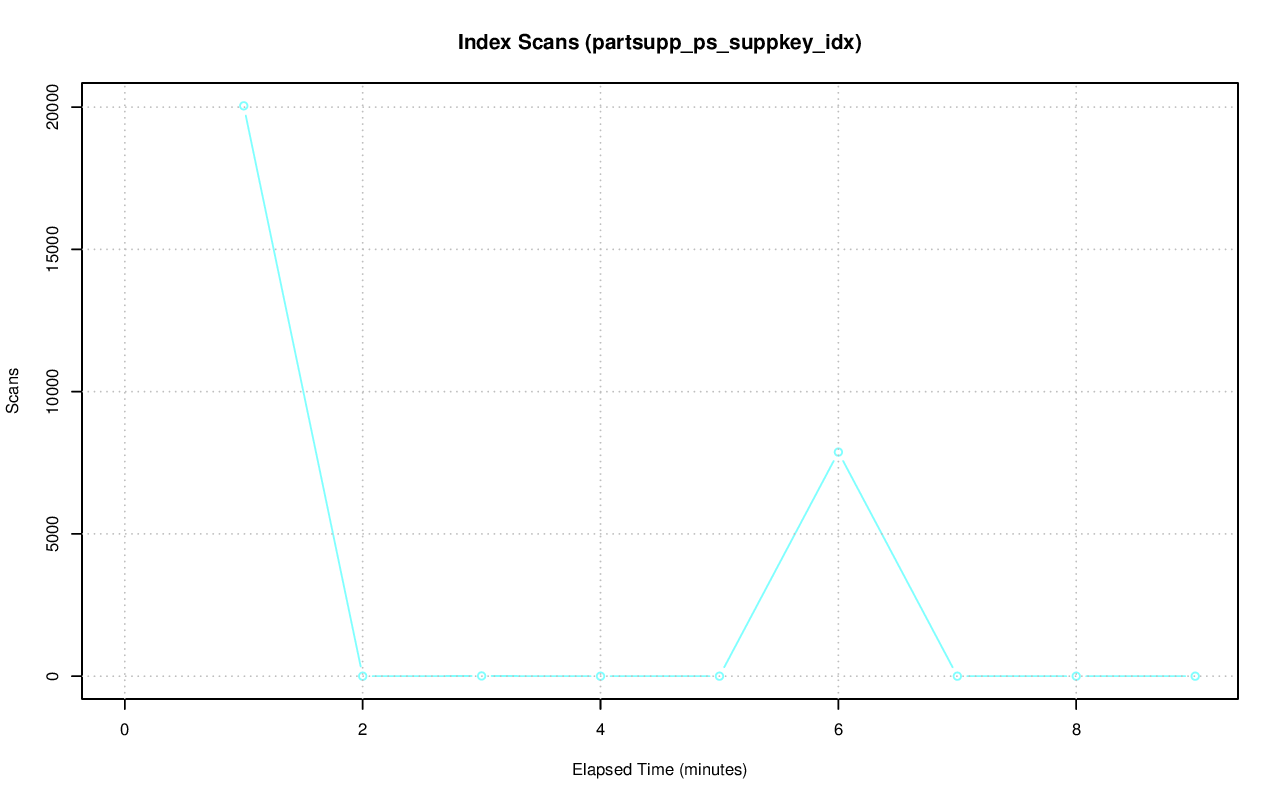 Index Scans (partsupp_ps_suppkey_idx)
Scans
20000
15000
10000
5000
0
0 2 4 6 8
Elapsed Time (minutes)